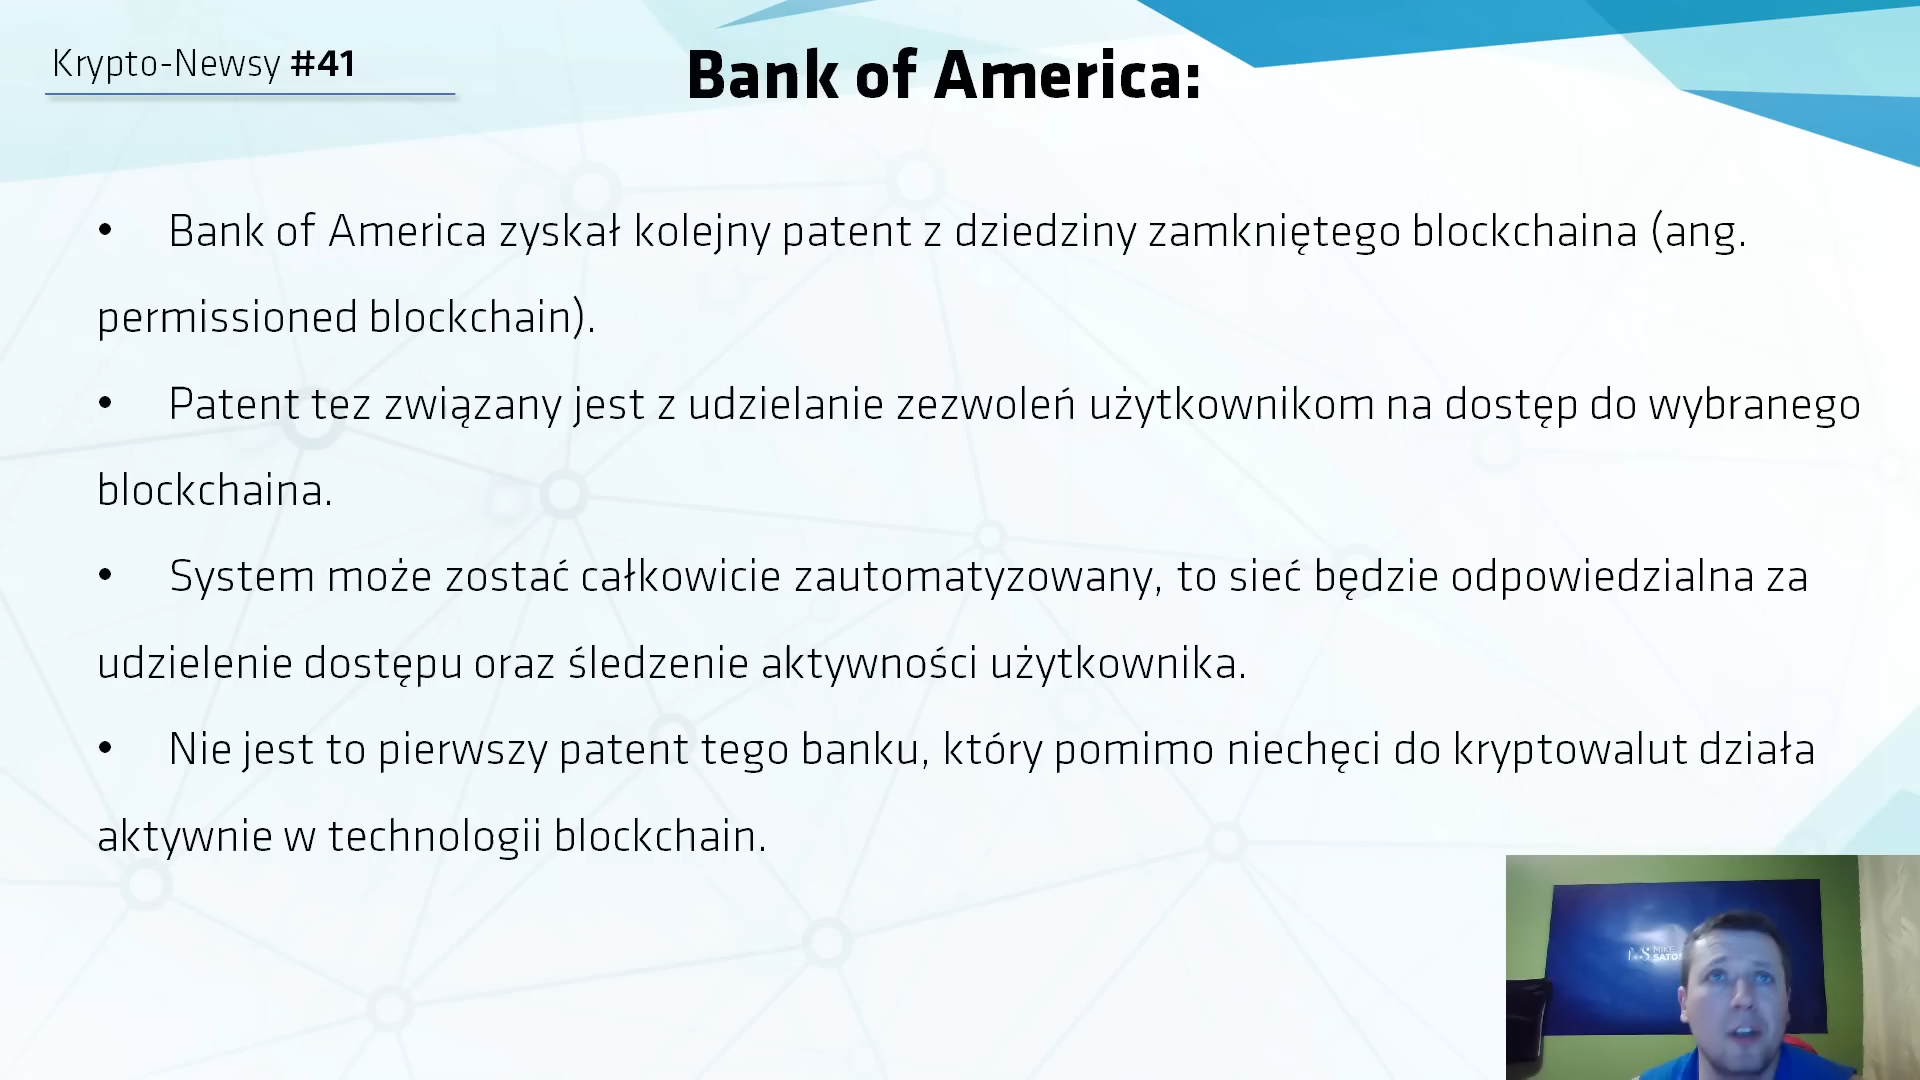 Krypto-Newsy #41
Bank of America:
• Bank of America zyskał kolejny patent z dziedziny zamkniętego blockchaina (ang.
permissioned blockchain).
• Patent tez związany jest z udzielanie zezwoleń użytkownikom na dostęp do wybranego
blockchaina.
• System może zostać całkowicie zautomatyzowany, to sieć będzie odpowiedzialna za
udzielenie dostępu oraz śledzenie aktywności użytkownika.
• Nie jest to pierwszy patent tego banku, który pomimo niechęci do kryptowalut działa
aktywnie w technologii blockchain.
MIKE